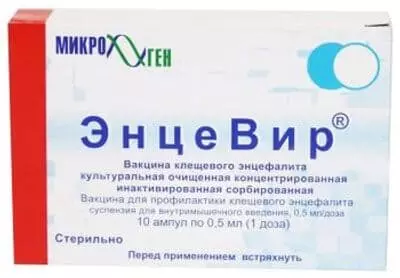 МИКРОГЕН
ЭнцеВир®
Вакцина клещевого энцефалита
культуральная очищенная концентрированная
инактивированная сорбированная
Вакцина для профилактики клещевого энцефалита
суспензия для внутримышечного введения, 0,5 мл/доза
10 ампул по 0,5 мл (1 доза)
Стерильно
Перед применением встряхнуть